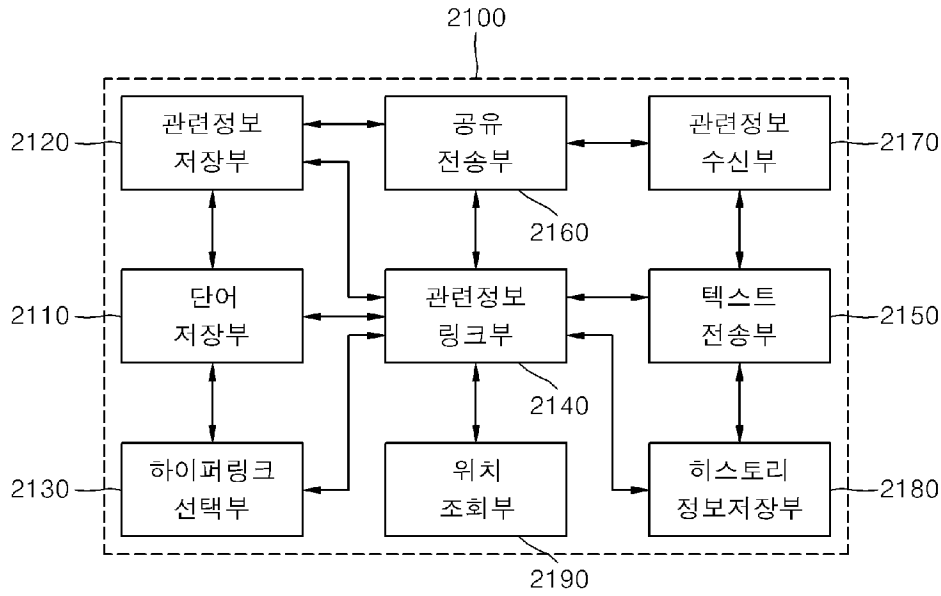 2100
2120
관련정보
저장부
공유
전송부
관련정보
수신부
2170
2160
2110
단어
저장부
관련정보
링크부
텍스트
전송부
2150
2140
2130
하이퍼링크
선택부
위치
조회부
히스토리
정보저장부
2180
2190